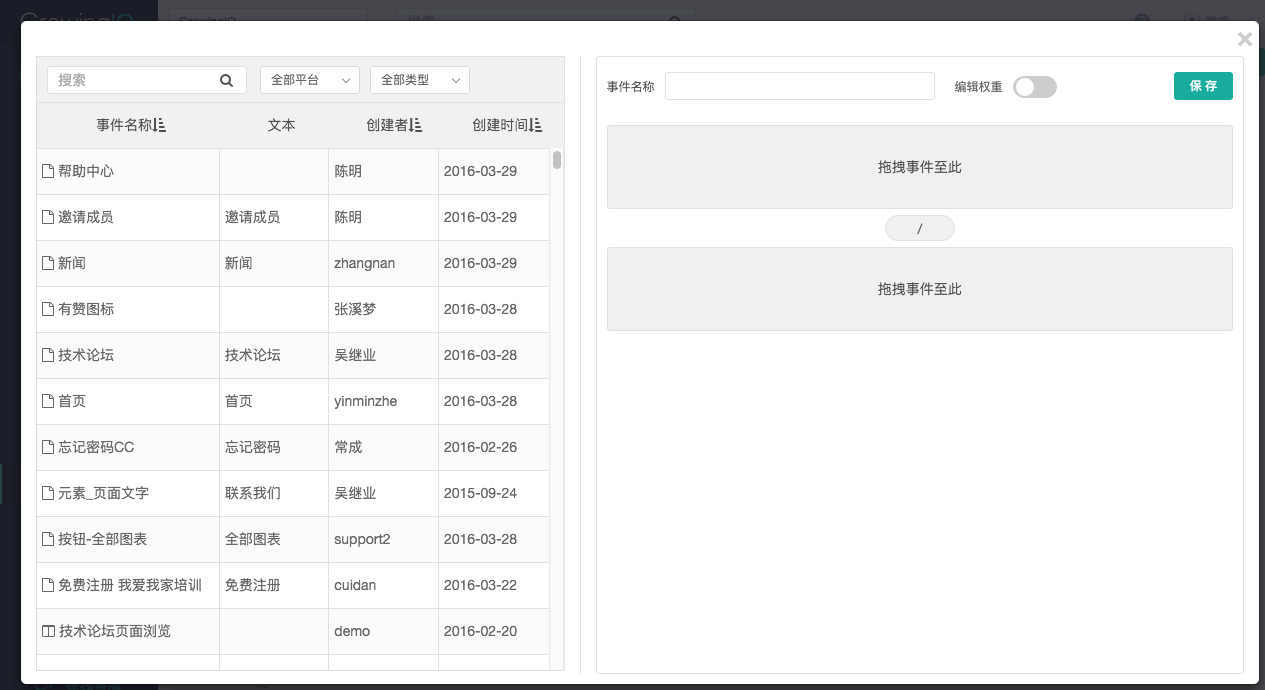 GrowingIO
搜索 全部平台 全部类型
事件名称 文本 创建者 创建时间
帮助中心 陈明 2016-03-29
邀请成员 邀请成员 陈明 2016-03-29
新闻 新闻 zhangnan 2016-03-29
有赞图标 张溪梦 2016-03-28
技术论坛 技术论坛 吴继业 2016-03-28
首页 首页 yinminzhe 2016-03-28
忘记密码CC 忘记密码 常成 2016-02-26
元素_页面文字 联系我们 吴继业 2015-09-24
按钮-全部图表 全部图表 support2 2016-03-28
免费注册 我爱我家培训 免费注册 cuidan 2016-03-22
技术论坛页面浏览 demo 2016-02-20
事件名称 编辑权重 保存
拖拽事件至此
/
拖拽事件至此